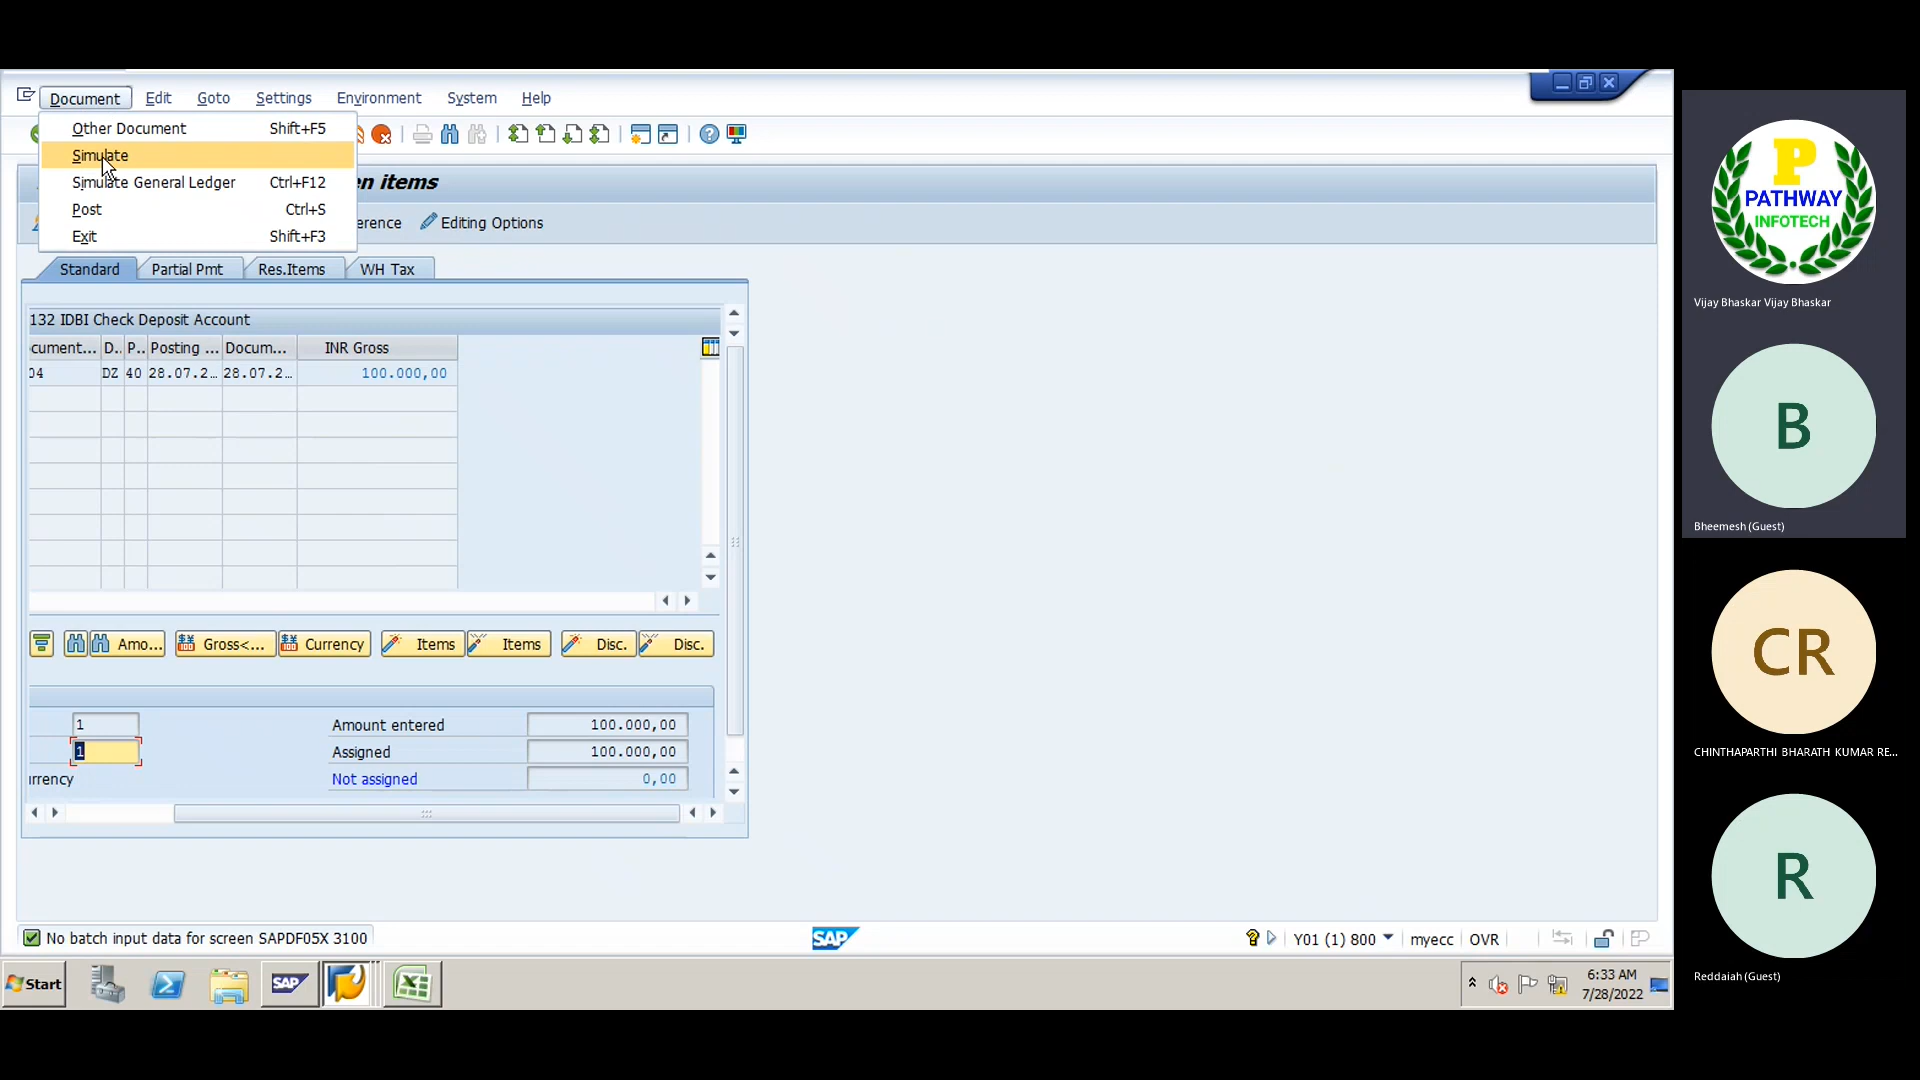 Document Edit Goto Settings Environment System Help
Other Document Shift+F5
Simulate
Simulate General Ledger Ctrl+F12
Post Ctrl+S
Exit Shift+F3
en items
erence Editing Options
Standard Partial Pmt Res.Items WH Tax
132 IDBI Check Deposit Account
cument... D.. P.. Posting ... Docum... INR Gross
04 DZ 40 28.07.2... 28.07.2... 100.000,00
Amo... Gross<... Currency Items Items Disc. Disc.
1 Amount entered 100.000,00
1 Assigned 100.000,00
urrency Not assigned 0,00
No batch input data for screen SAPDF05X 3100
SAP
Y01 (1) 800 myecc OVR
Start
SAP
6:33 AM
7/28/2022
P
PATHWAY
INFOTECH
Vijay Bhaskar Vijay Bhaskar
B
Bheemesh (Guest)
CR
CHINTHAPARTHI BHARATH KUMAR RE...
R
Reddaiah (Guest)